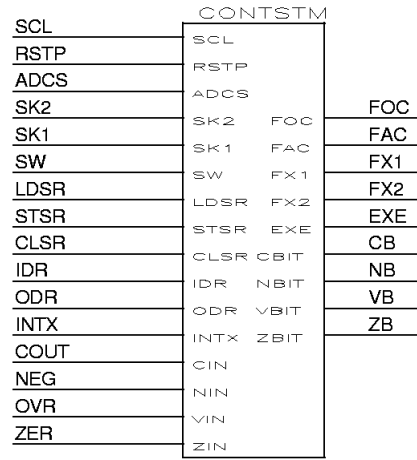 CONTSTM
SCL SCL
RSTP RSTP
ADCS ADCS
SK2 SK2 FOC FOC
SK1 SK1 FAC FAC
SW SW FX1 FX1
LDSR LDSR FX2 FX2
STSR STSR EXE EXE
CLSR CLSR CBIT CB
IDR IDR NBIT NB
ODR ODR VBIT VB
INTX INTX ZBIT ZB
COUT CIN
NEG NIN
OVR VIN
ZER ZIN